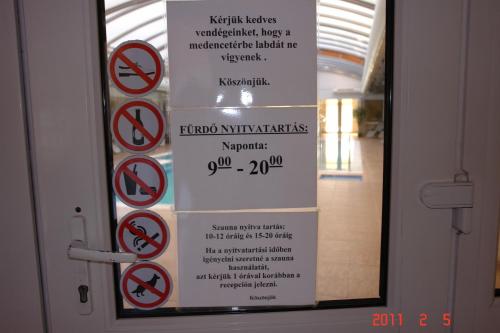 Kérjük kedves
vendégeinket, hogy a
medencetérbe labdát ne
vigyenek .
Köszönjük.
FÜRDŐ NYITVATARTÁS:
Naponta:
9⁰⁰ - 20⁰⁰
Szauna nyitva tartás:
10-12 óráig és 15-20 óráig
Ha a nyitvatartási időben
igényelni szeretné a szauna
használatát,
azt kérjük 1 órával korábban a
recepción jelezni.
Köszönjük
2011 2 5